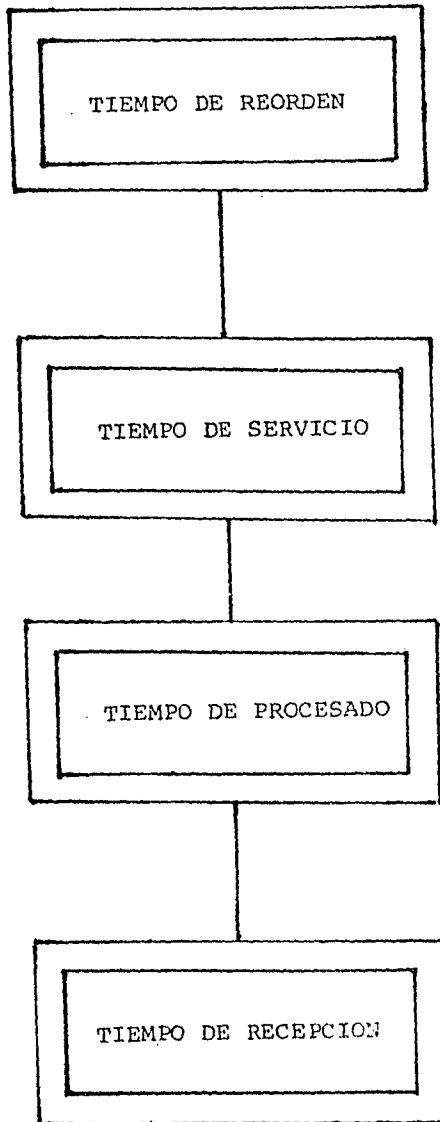 TIEMPO DE REORDEN
TIEMPO DE SERVICIO
TIEMPO DE PROCESADO
TIEMPO DE RECEPCION